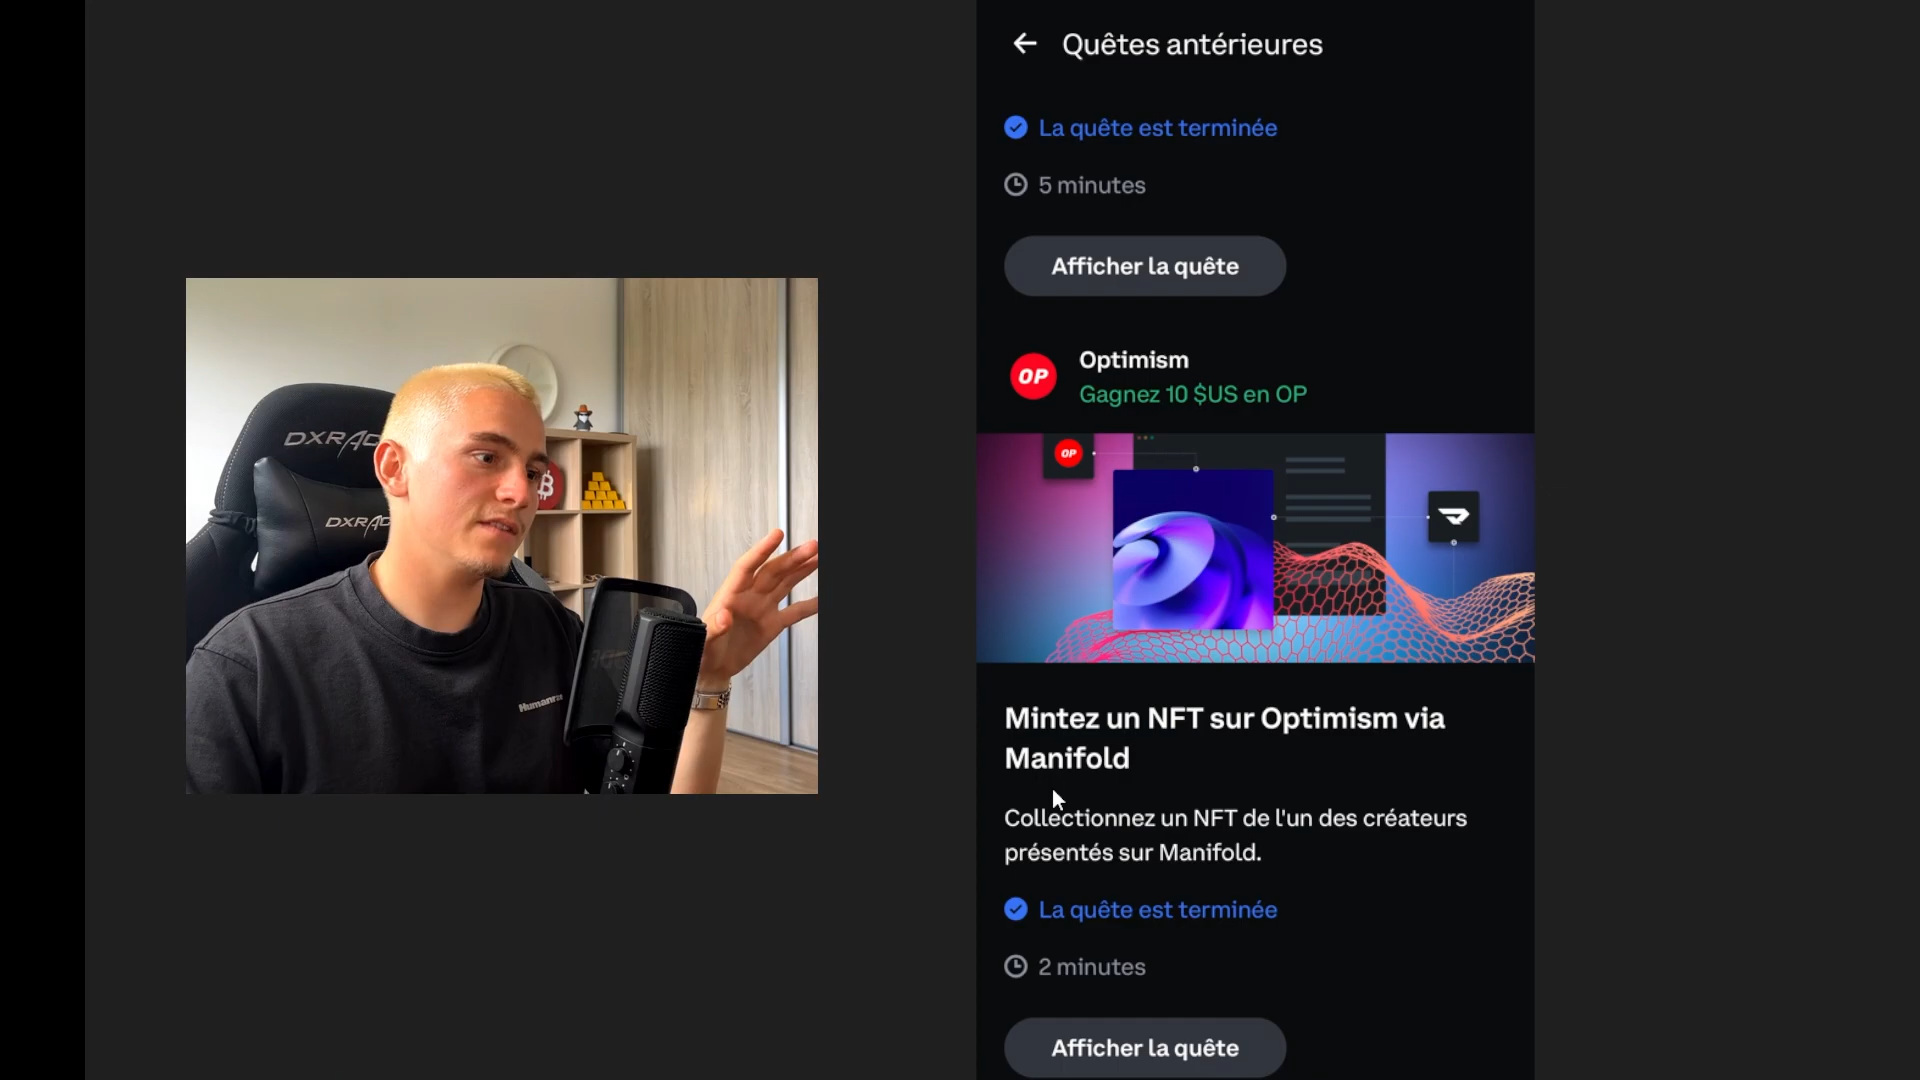 Quêtes antérieures
La quête est terminée
5 minutes
Afficher la quête
Optimism
OP
Gagnez 10 $US en OP
OP
DXRAC
DXRAC
Mintez un NFT sur Optimism via
Manifold
Collectionnez un NFT de l'un des créateurs
présentés sur Manifold.
La quête est terminée
2 minutes
Afficher la quête